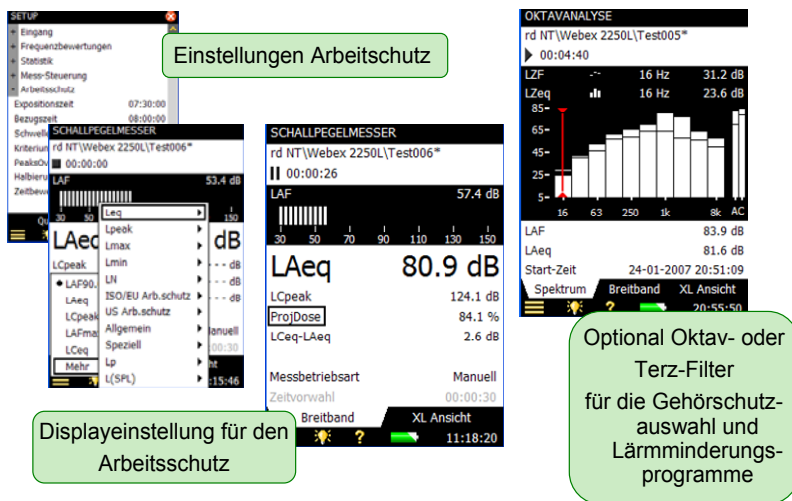 SETUP
+ Eingang
+ Frequenzbewertungen
+ Statistik
+ Mess-Steuerung
- Arbeitsschutz
Expositionszeit 07:30:00
Bezugszeit 08:00:00
Einstellungen Arbeitschutz
SCHALLPEGELMESSER
rd NT\Webex 2250L\Test006*
00:00:00
LAF 53.4 dB
30 50 150
LAeq dB
LCpeak - - - dB
LAF90. - - dB
LAeq - - dB
LCpeak
LAFma
LCeq
Mehr
Leq
Lpeak
Lmax
Lmin
LN
ISO/EU Arb.schutz
US Arb.schutz
Allgemein
Speziell
Lp
L(SPL)
:15:46
Displayeinstellung für den
Arbeitsschutz
SCHALLPEGELMESSER
rd NT\Webex 2250L\Test006*
00:00:26
LAF 57.4 dB
30 50 70 90 110 130 150
LAeq 80.9 dB
LCpeak 124.1 dB
ProjDose 84.1 %
LCeq-LAeq 2.6 dB
Messbetriebsart Manuell
Zeitvorwahl 00:00:30
Breitband XL Ansicht
? 11:18:20
OKTAVANALYSE
rd NT\Webex 2250L\Test005*
00:04:40
LZF 16 Hz 31.2 dB
LZeq 16 Hz 23.6 dB
85-
65-
45-
25-
5-
16 63 250 1k 8k AC
LAF 83.9 dB
LAeq 81.6 dB
Start-Zeit 24-01-2007 20:51:09
Spektrum Breitband XL Ansicht
? 20:55:50
Optional Oktav- oder
Terz-Filter
für die Gehörschutz-
auswahl und
Lärmminderungs-
programme